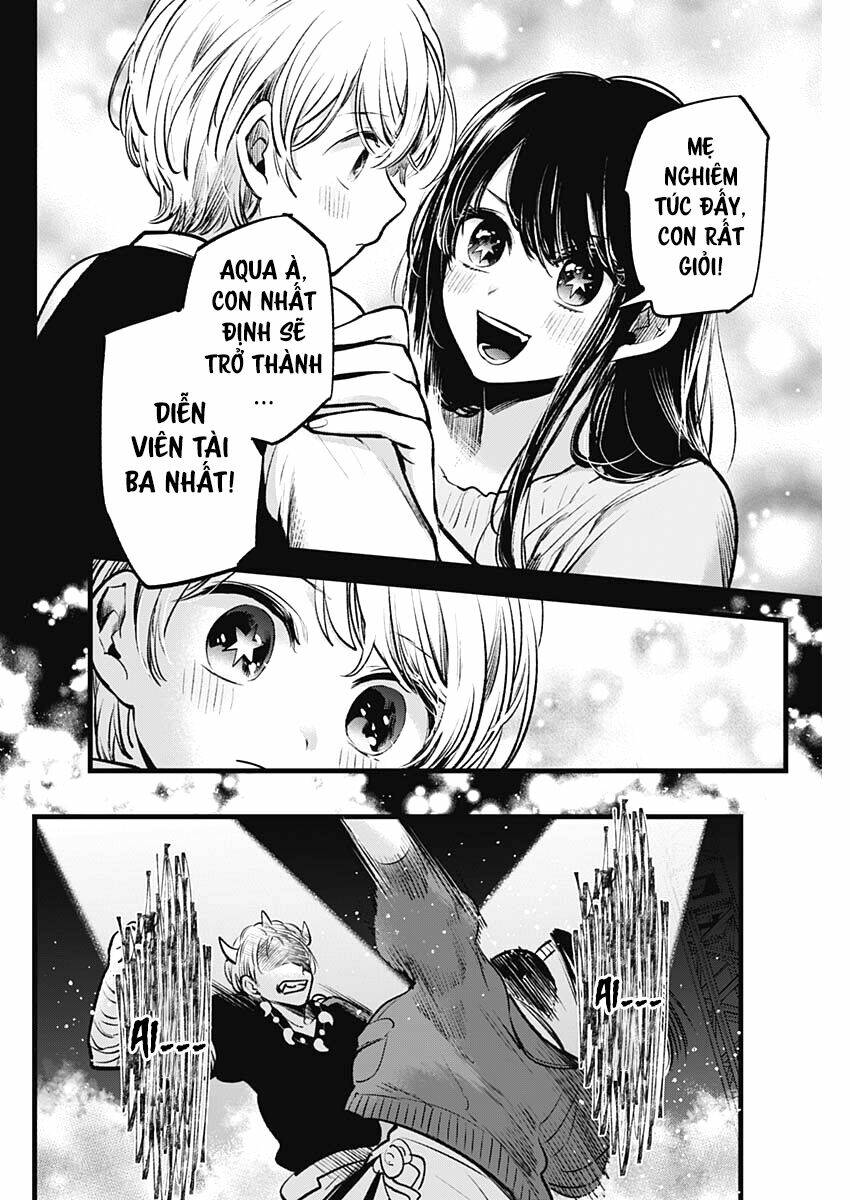 MẸ
NGHIÊM
TÚC ĐẤY,
CON RẤT
GIỎI!
AQUA À,
CON NHẤT
ĐỊNH SẼ
TRỞ THÀNH
...
DIỄN
VIÊN TÀI
BA NHẤT!
AI---
AI---